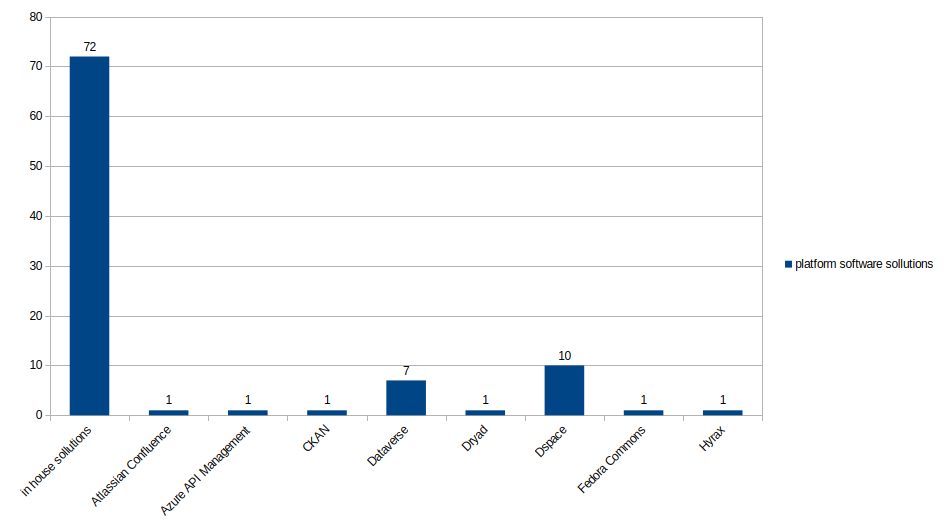 80
72
70
60
50
40
30
platform software sollutions
20
10
10
7
1
1
1
1
1
1
0
in house sollutions
Atlassian Confluence
Azure API Management
CKAN
Dataverse
Dryad
Dspace
Fedora Commons
Hyrax